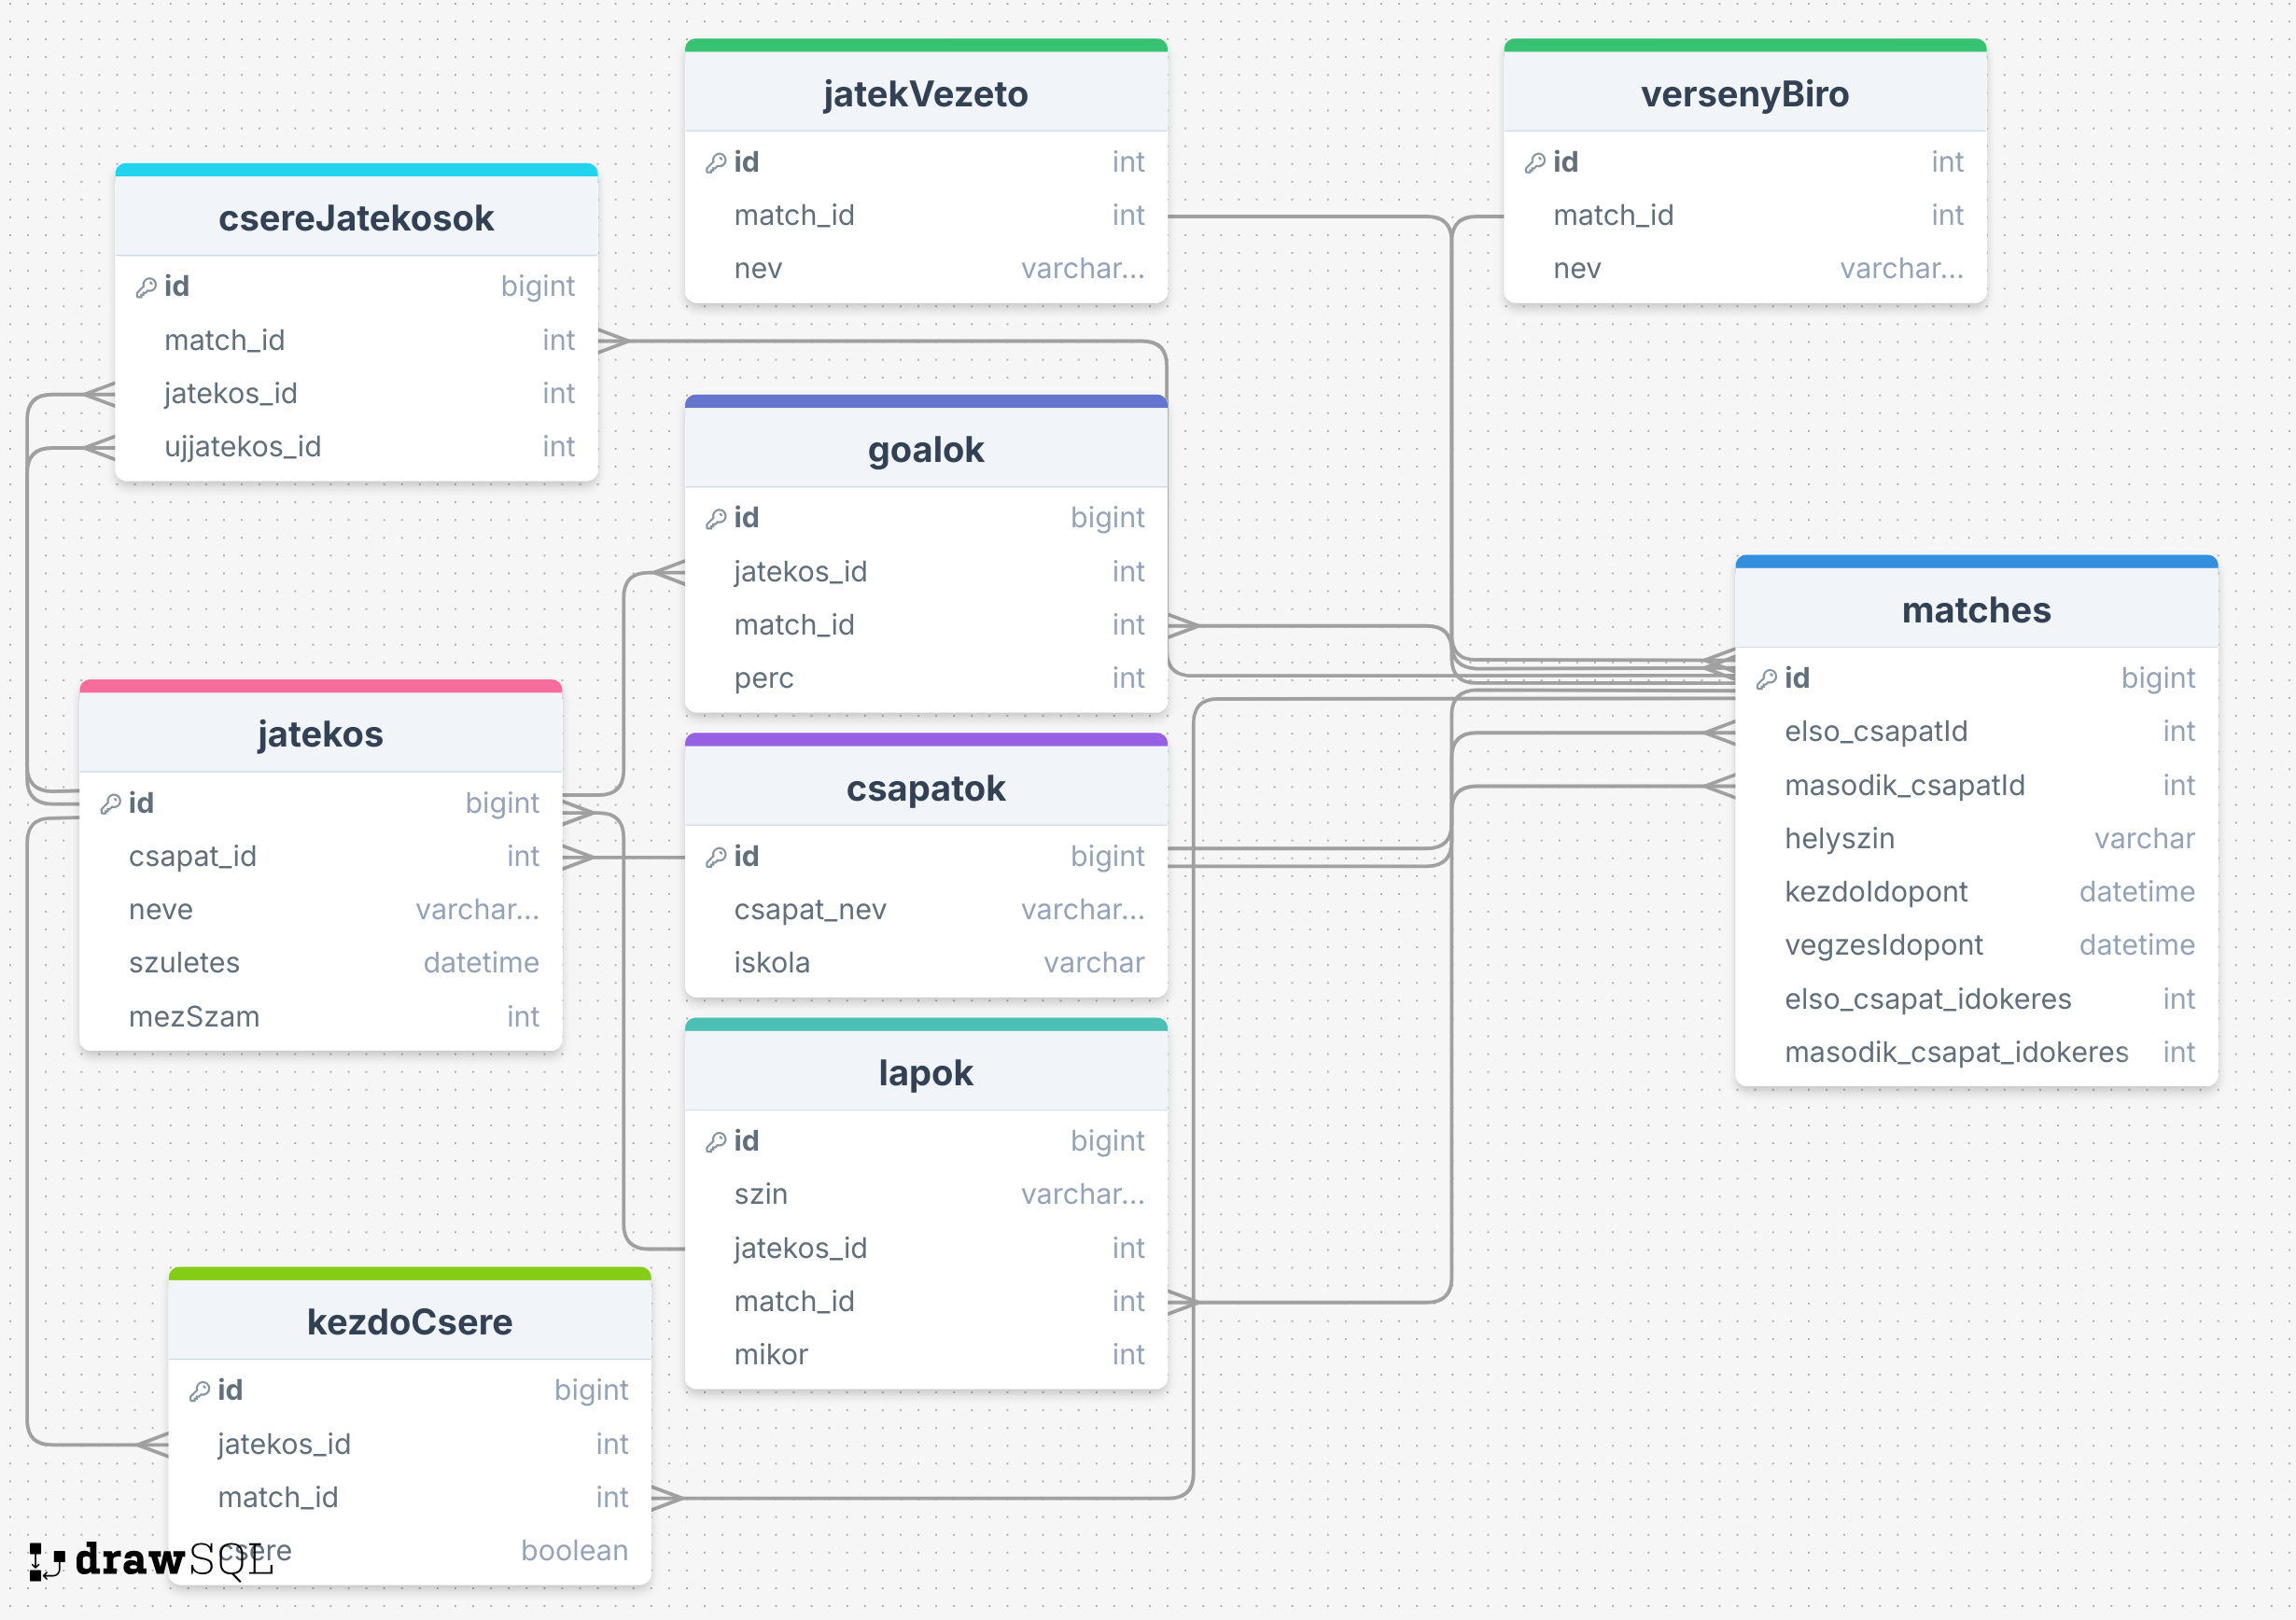 jatekVezeto
id int
match_id int
nev varchar...
versenyBiro
id int
match_id int
nev varchar...
csereJatekosok
id bigint
match_id int
jatekos_id int
ujjatekos_id int
goalok
id bigint
jatekos_id int
match_id int
perc int
matches
id bigint
elso_csapatId int
masodik_csapatId int
helyszin varchar
kezdoIdopont datetime
vegzesIdopont datetime
elso_csapat_idokeres int
masodik_csapat_idokeres int
jatekos
id bigint
csapat_id int
neve varchar...
szuletes datetime
mezSzam int
csapatok
id bigint
csapat_nev varchar...
iskola varchar
lapok
id bigint
szin varchar...
jatekos_id int
match_id int
mikor int
kezdoCsere
id bigint
jatekos_id int
match_id int
csere boolean
drawSQL